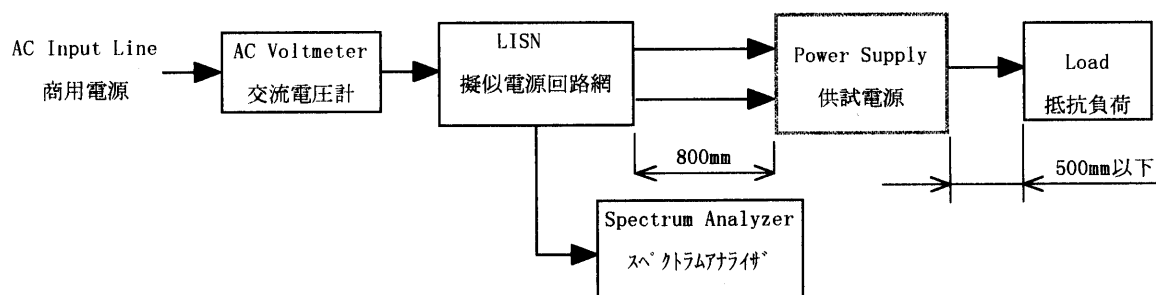 AC Input Line
商用電源
AC Voltmeter
交流電圧計
LISN
擬似電源回路網
Power Supply
供試電源
Load
抵抗負荷
800mm
500mm以下
Spectrum Analyzer
ｽﾍﾟｸﾄﾗﾑｱﾅﾗｲｻﾞ